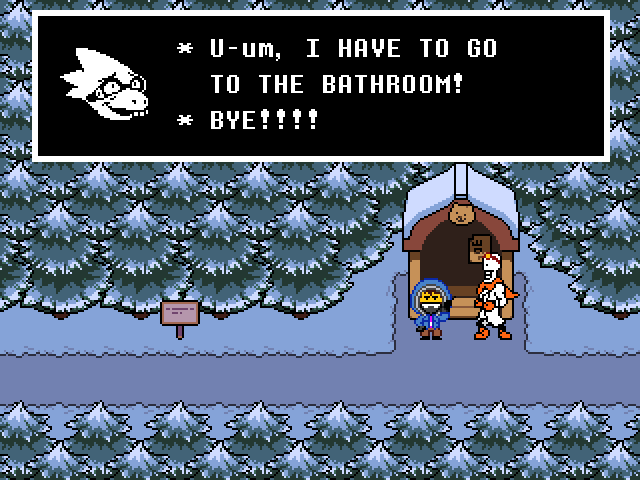 * U-um, I HAVE TO GO
TO THE BATHROOM!
* BYE!!!!